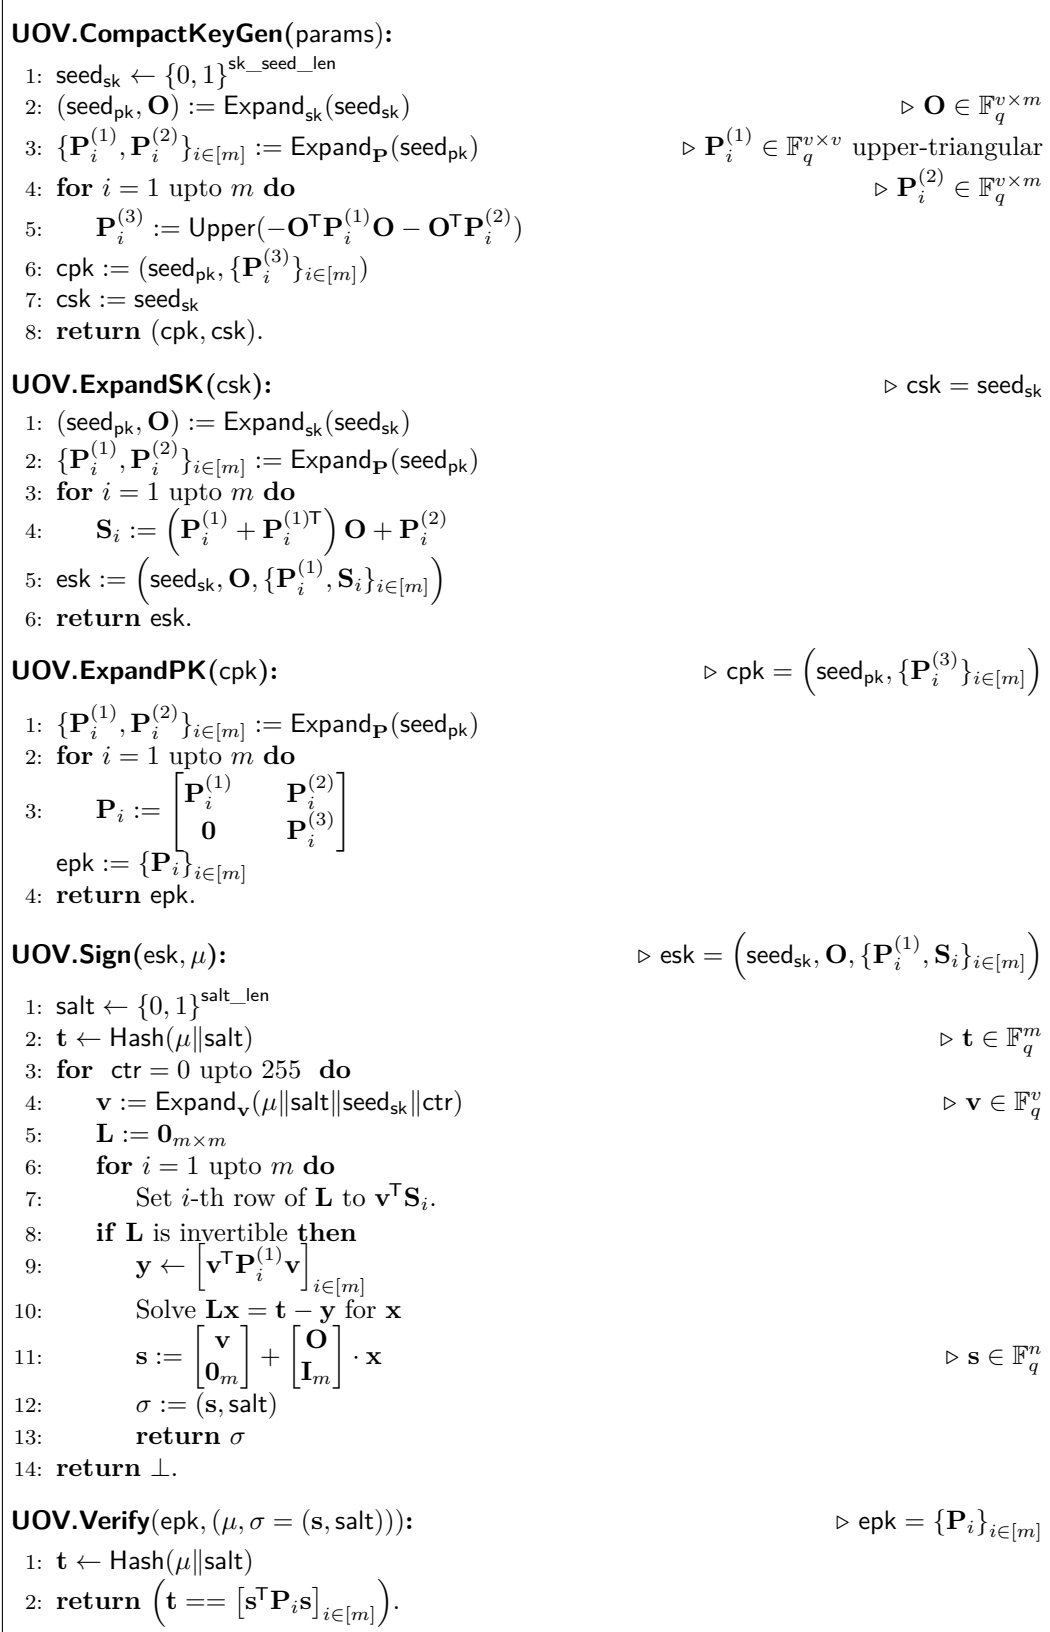 UOV.CompactKeyGen(params):
1: seed_sk ← {0, 1}^sk_seed_len
2: (seed_pk, O) := Expand_sk(seed_sk) ▷ O ∈ F_q^{v×m}
3: {P_i^(1), P_i^(2)}_{i∈[m]} := Expand_P(seed_pk) ▷ P_i^(1) ∈ F_q^{v×v} upper-triangular
4: for i = 1 upto m do ▷ P_i^(2) ∈ F_q^{v×m}
5: P_i^(3) := Upper(−O^T P_i^(1) O − O^T P_i^(2))
6: cpk := (seed_pk, {P_i^(3)}_{i∈[m]})
7: csk := seed_sk
8: return (cpk, csk).
UOV.ExpandSK(csk): ▷ csk = seed_sk
1: (seed_pk, O) := Expand_sk(seed_sk)
2: {P_i^(1), P_i^(2)}_{i∈[m]} := Expand_P(seed_pk)
3: for i = 1 upto m do
4: S_i := (P_i^(1) + P_i^(1)T) O + P_i^(2)
5: esk := (seed_sk, O, {P_i^(1), S_i}_{i∈[m]})
6: return esk.
UOV.ExpandPK(cpk): ▷ cpk = (seed_pk, {P_i^(3)}_{i∈[m]})
1: {P_i^(1), P_i^(2)}_{i∈[m]} := Expand_P(seed_pk)
2: for i = 1 upto m do
3: P_i := [P_i^(1) P_i^(2); 0 P_i^(3)]
epk := {P_i}_{i∈[m]}
4: return epk.
UOV.Sign(esk, μ): ▷ esk = (seed_sk, O, {P_i^(1), S_i}_{i∈[m]})
1: salt ← {0, 1}^salt_len
2: t ← Hash(μ∥salt) ▷ t ∈ F_q^m
3: for ctr = 0 upto 255 do
4: v := Expand_v(μ∥salt∥seed_sk∥ctr) ▷ v ∈ F_q^v
5: L := 0_{m×m}
6: for i = 1 upto m do
7: Set i-th row of L to v^T S_i.
8: if L is invertible then
9: y ← [v^T P_i^(1) v]_{i∈[m]}
10: Solve Lx = t − y for x
11: s := [v; 0_m] + [O; I_m] · x ▷ s ∈ F_q^n
12: σ := (s, salt)
13: return σ
14: return ⊥.
UOV.Verify(epk, (μ, σ = (s, salt))): ▷ epk = {P_i}_{i∈[m]}
1: t ← Hash(μ∥salt)
2: return (t == [s^T P_i s]_{i∈[m]}).